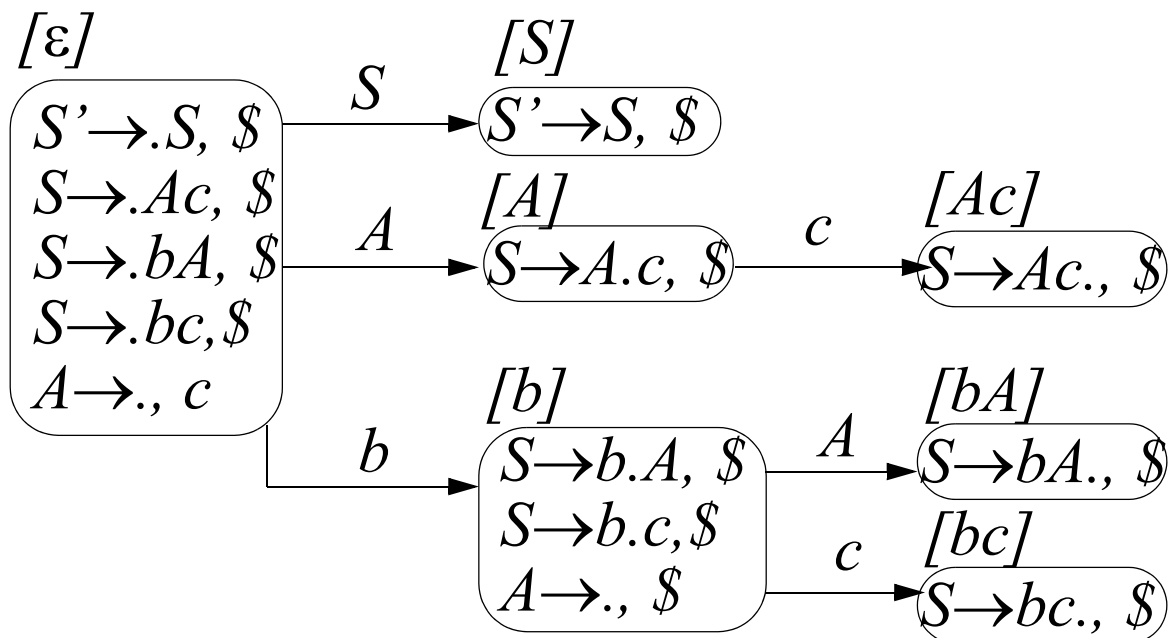 [ε]
S’→.S, $
S→.Ac, $
S→.bA, $
S→.bc,$
A→., c
S
[S]
S’→S, $
A
[A]
S→A.c, $
c
[Ac]
S→Ac., $
b
[b]
S→b.A, $
S→b.c,$
A→., $
A
[bA]
S→bA., $
c
[bc]
S→bc., $